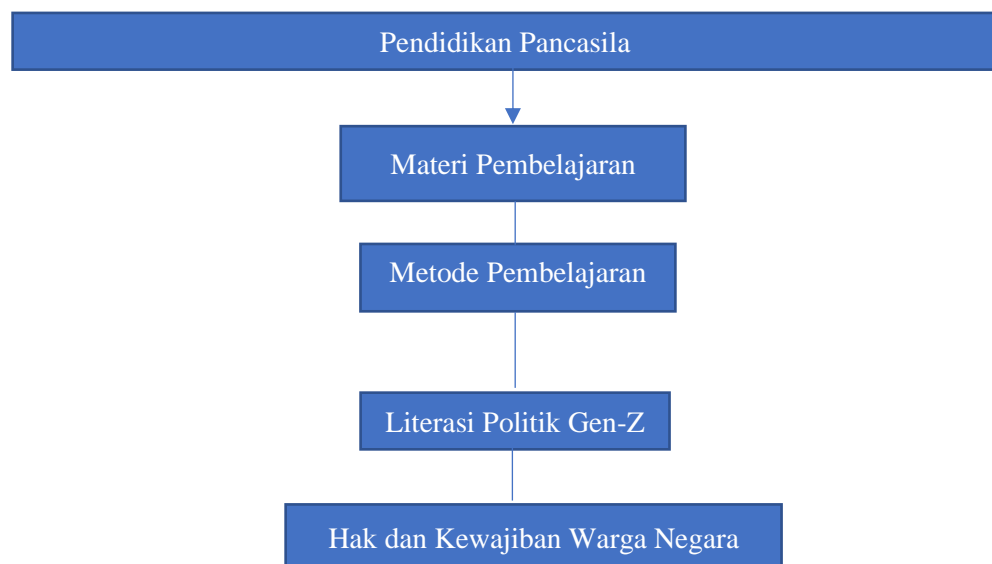 Pendidikan Pancasila
Materi Pembelajaran
Metode Pembelajaran
Literasi Politik Gen-Z
Hak dan Kewajiban Warga Negara